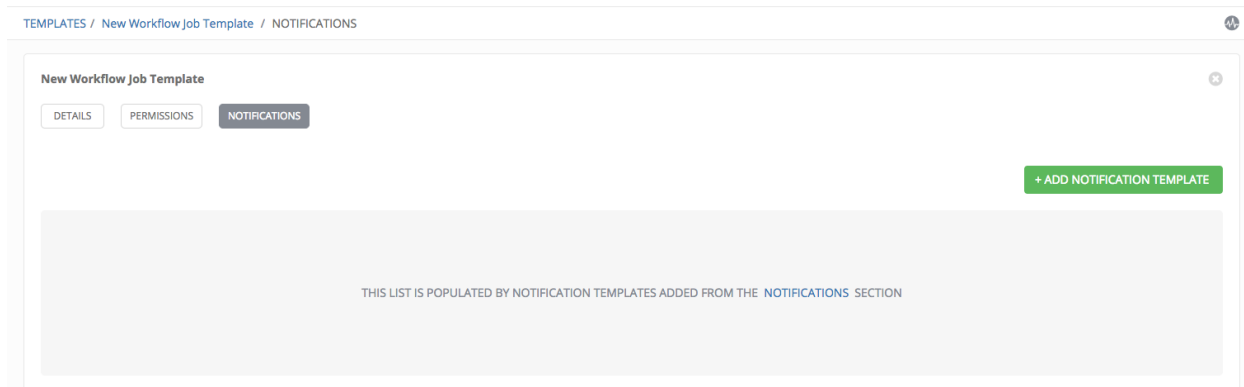 TEMPLATES / New Workflow Job Template / NOTIFICATIONS
New Workflow Job Template
DETAILS PERMISSIONS NOTIFICATIONS
+ ADD NOTIFICATION TEMPLATE
THIS LIST IS POPULATED BY NOTIFICATION TEMPLATES ADDED FROM THE NOTIFICATIONS SECTION